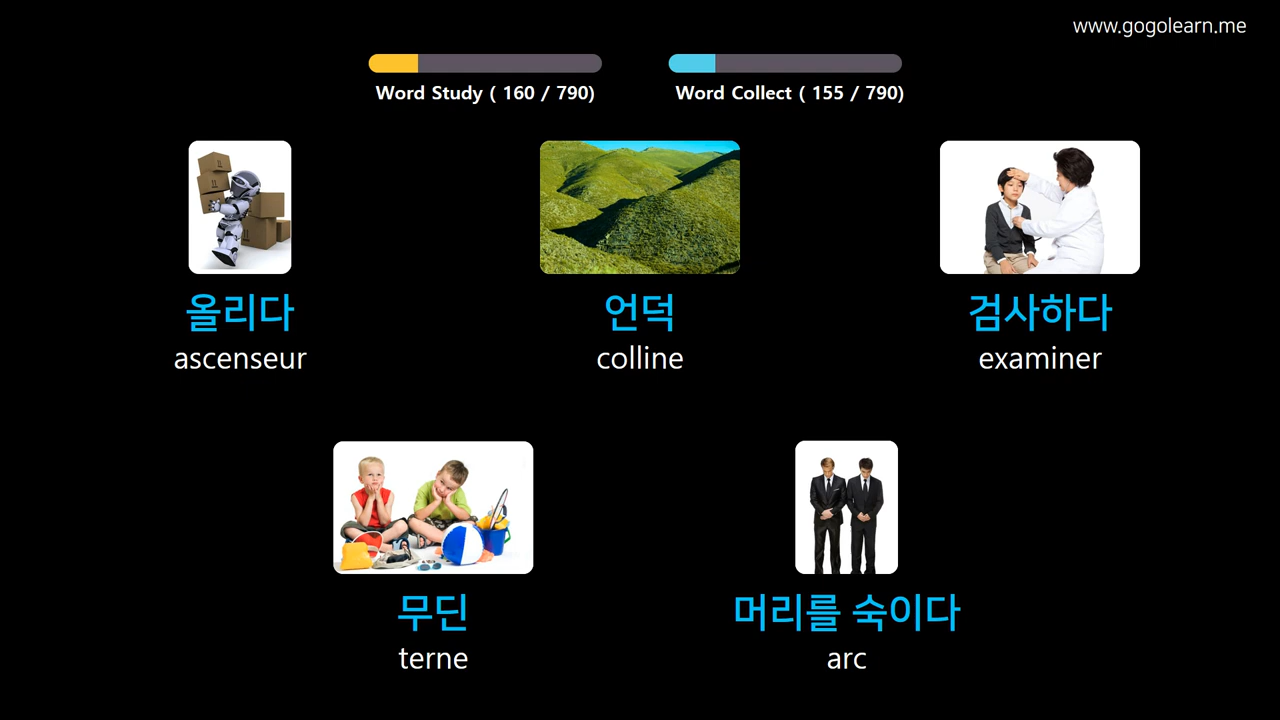 www.gogolearn.me
Word Study ( 160 / 790)
Word Collect ( 155 / 790)
올리다
ascenseur
언덕
colline
검사하다
examiner
무딘
terne
머리를 숙이다
arc